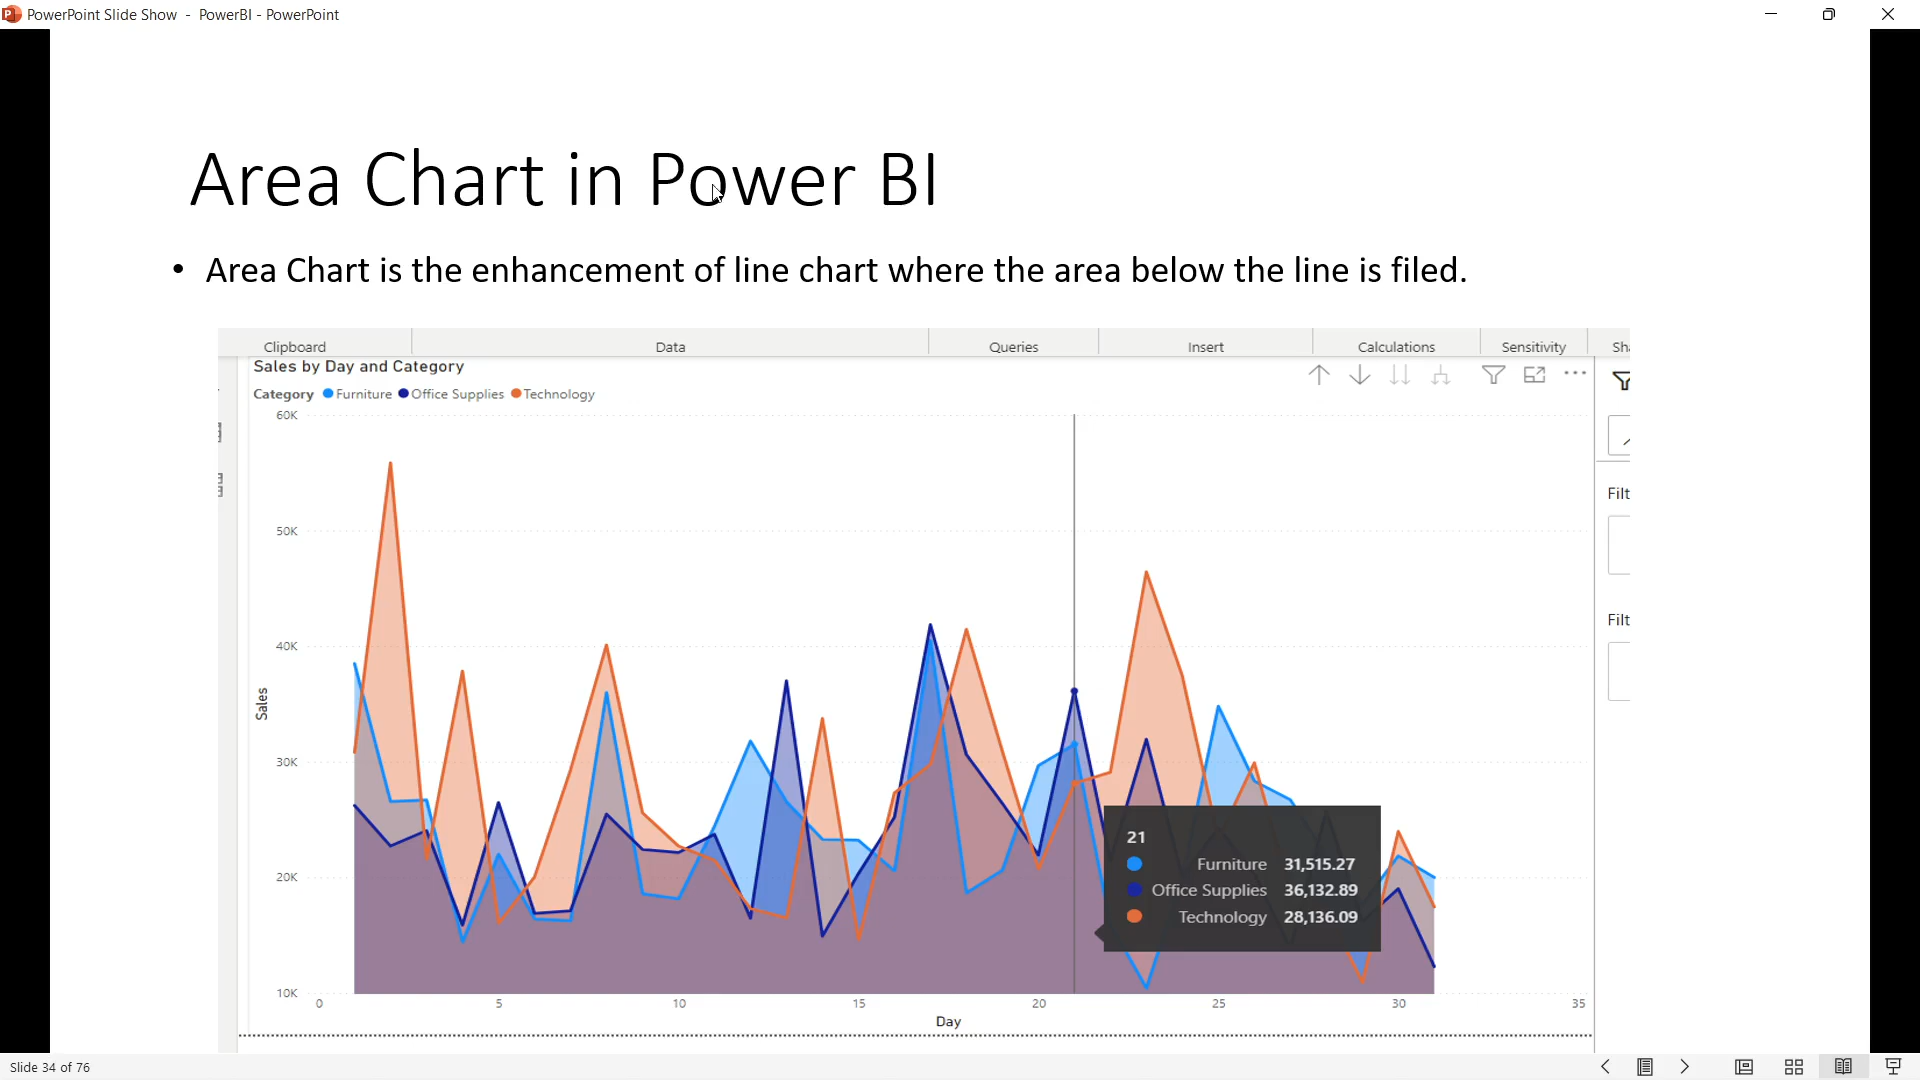 PowerPoint Slide Show - PowerBI - PowerPoint
Area Chart in Power BI
• Area Chart is the enhancement of line chart where the area below the line is filed.
Clipboard Data Queries Insert Calculations Sensitivity Sha
Sales by Day and Category
Category Furniture Office Supplies Technology
60K
50K
Filt
Filt
40K
Sales
30K
21
Furniture 31,515.27
20K
Office Supplies 36,132.89
Technology 28,136.09
10K
0 5 10 15 20 25 30 35
Day
Slide 34 of 76